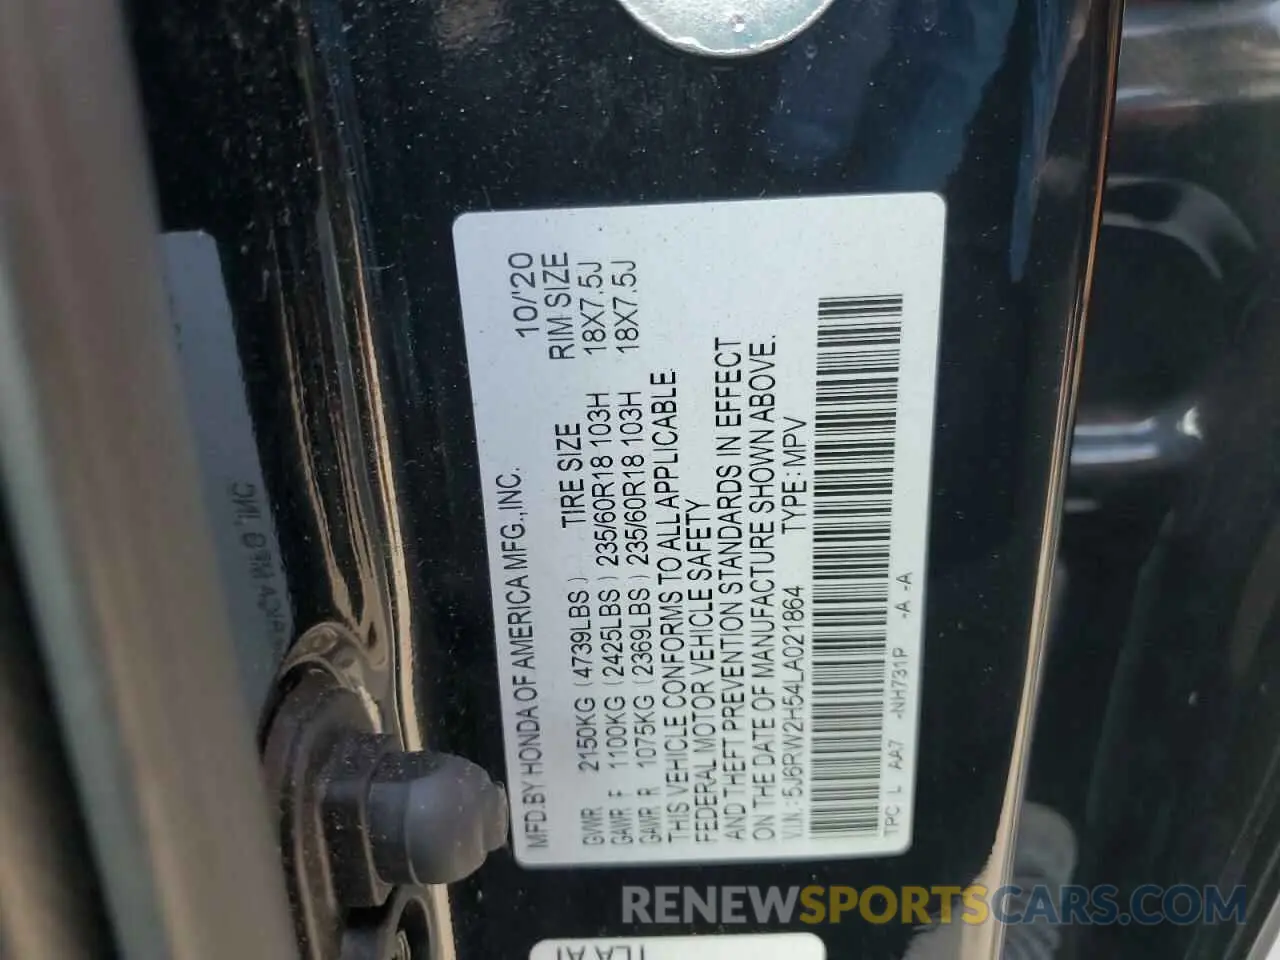 MFD.BY HONDA OF AMERICA MFG.,INC. 10/'20
GVWR 2150KG (4739LBS) TIRE SIZE RIM SIZE
GAWR F 1100KG (2425LBS) 235/60R18 103H 18X7.5J
GAWR R 1075KG (2369LBS) 235/60R18 103H 18X7.5J
THIS VEHICLE CONFORMS TO ALL APPLICABLE
FEDERAL MOTOR VEHICLE SAFETY
AND THEFT PREVENTION STANDARDS IN EFFECT
ON THE DATE OF MANUFACTURE SHOWN ABOVE.
V.I.N.: 5J6RW2H54LA021864 TYPE: MPV
TPC L AA7 -NH731P -A -A
RENEWSPORTSCARS.COM